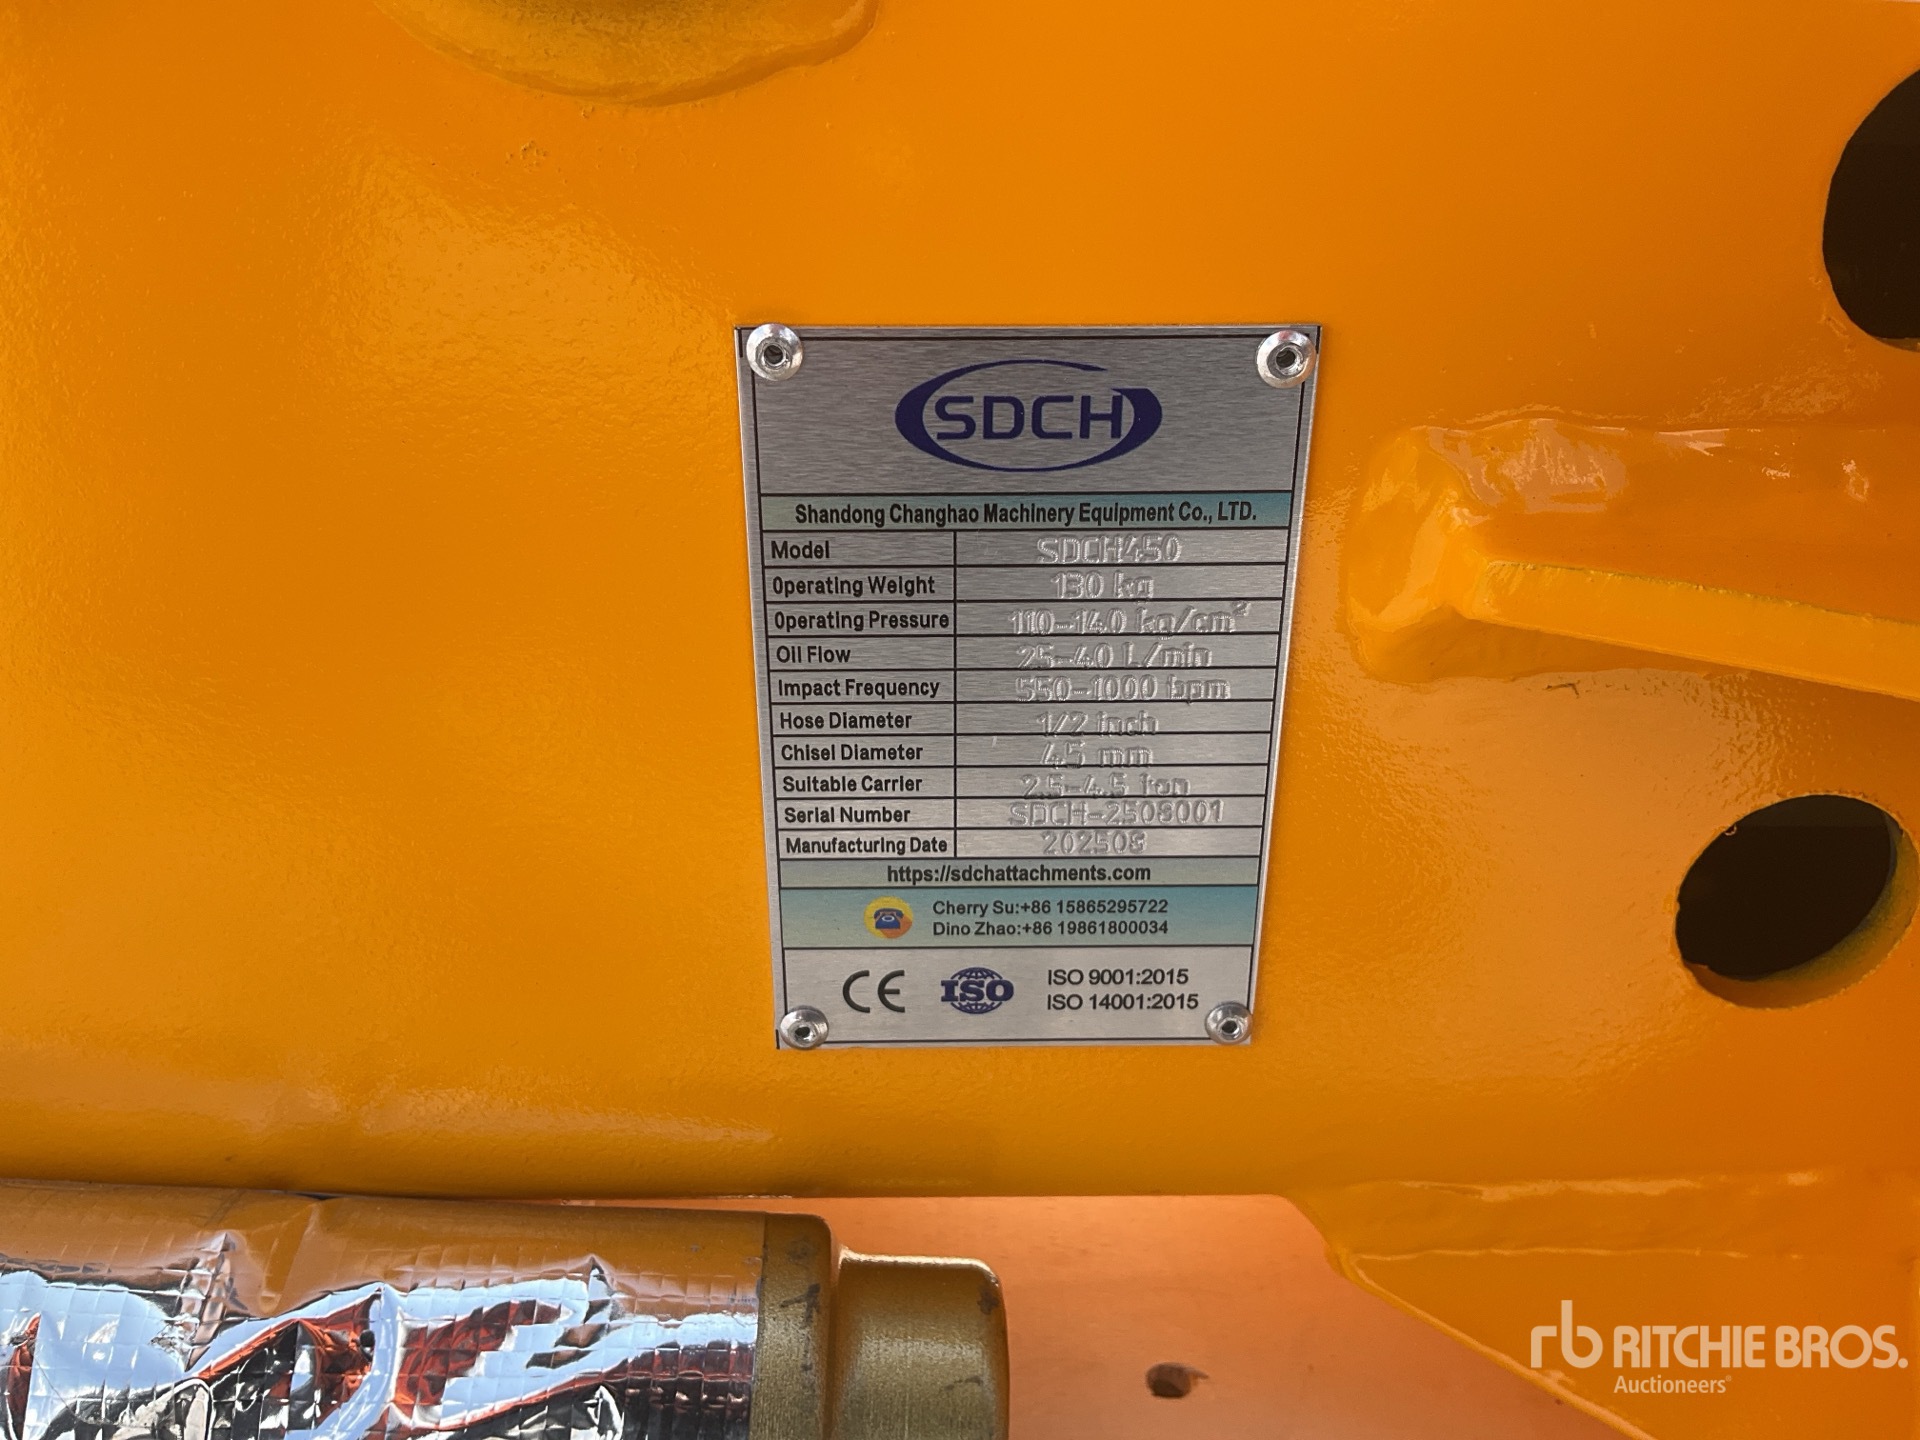 SDCH
Shandong Changhao Machinery Equipment Co., LTD.
Model SDCH450
Operating Weight 130 kg
Operating Pressure 110-140 kg/cm²
Oil Flow 25-40 L/min
Impact Frequency 550-1000 bpm
Hose Diameter 1/2 inch
Chisel Diameter 45 mm
Suitable Carrier 2.5-4.5 ton
Serial Number SDCH-2508001
Manufacturing Date 202508
https://sdchattachments.com
Cherry Su:+86 15865295722
Dino Zhao:+86 19861800034
CE ISO ISO 9001:2015
ISO 14001:2015
rb RITCHIE BROS.
Auctioneers